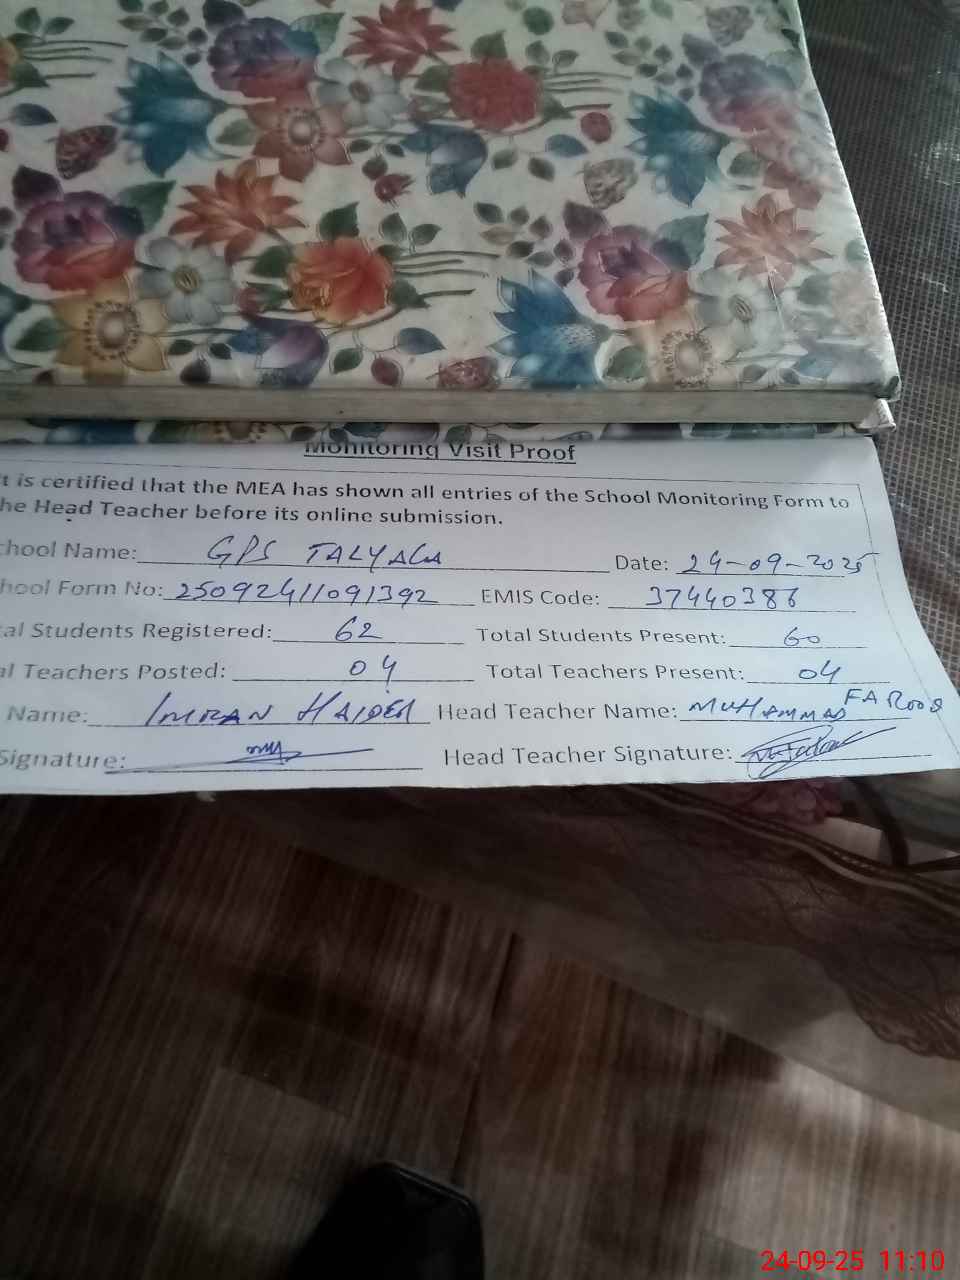 Monitoring Visit Proof
t is certified that the MEA has shown all entries of the School Monitoring Form to
he Head Teacher before its online submission.
chool Name: GPS TALYALA Date: 24-09-2025
hool Form No: 25092411091392 EMIS Code: 37440386
al Students Registered: 62 Total Students Present: 60
al Teachers Posted: 04 Total Teachers Present: 04
Name: IMRAN HAIDER Head Teacher Name: MUHAMMAD FAROOQ
Signature: Head Teacher Signature:
24-09-25 11:10